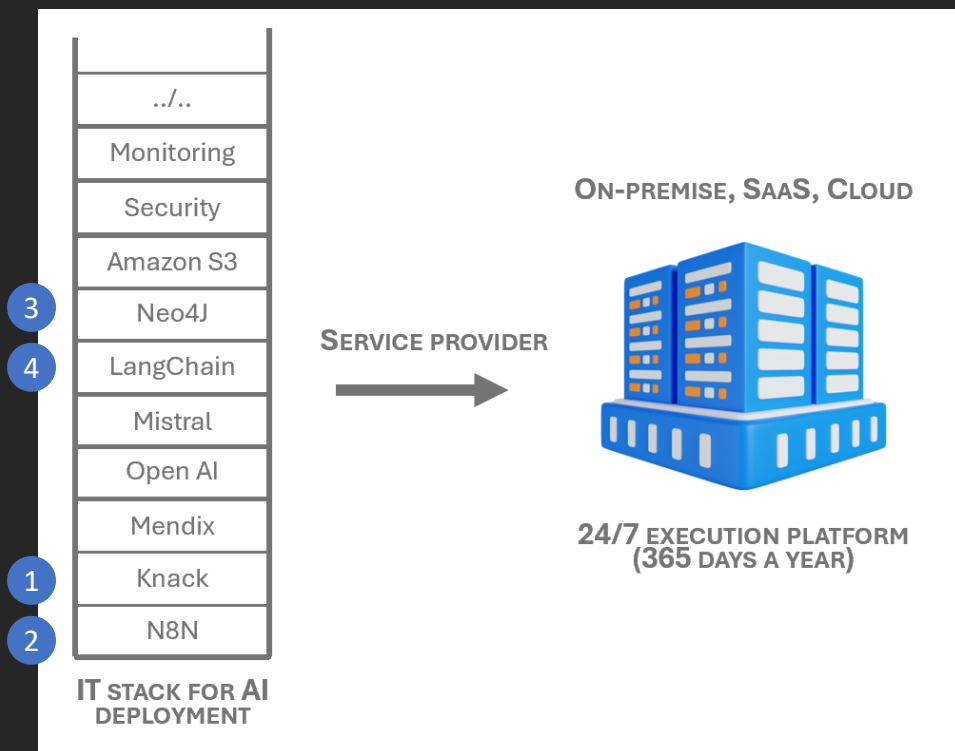 ../..
Monitoring
Security
Amazon S3
3
Neo4J
4
LangChain
Mistral
Open AI
Mendix
1
Knack
2
N8N
IT STACK FOR AI
DEPLOYMENT
SERVICE PROVIDER
ON-PREMISE, SAAS, CLOUD
24/7 EXECUTION PLATFORM
(365 DAYS A YEAR)